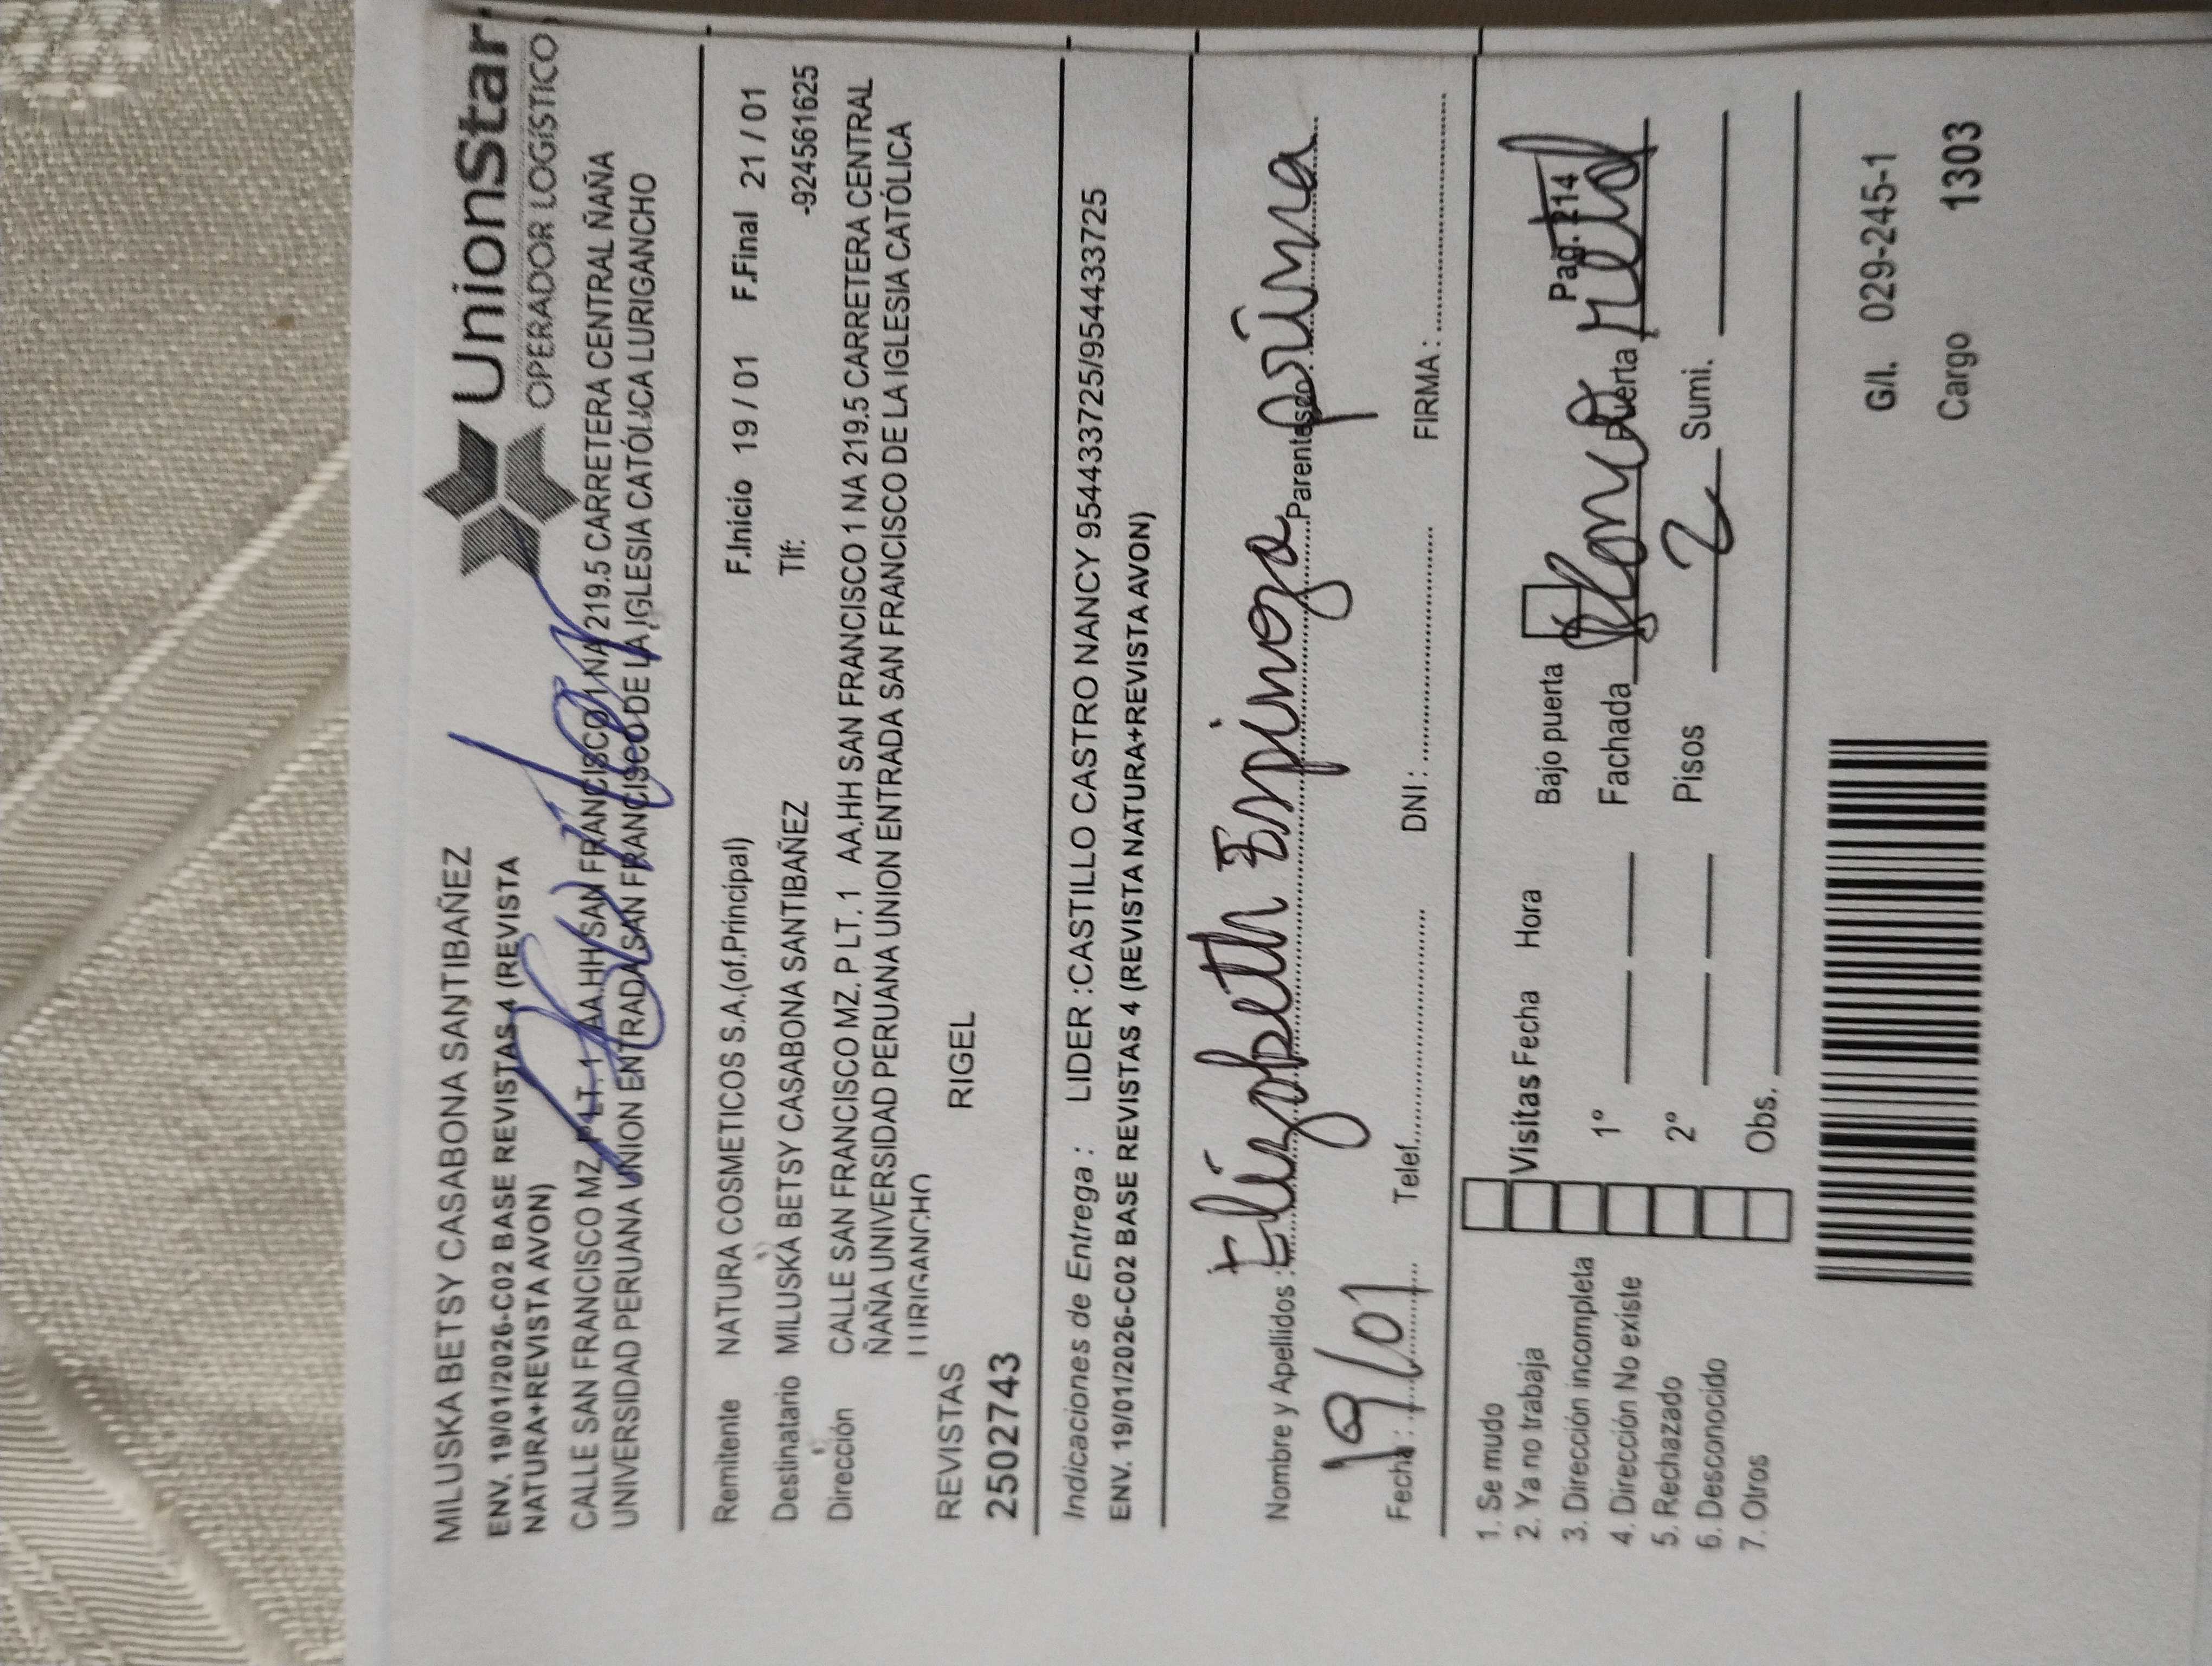 MILUSKA BETSY CASABONA SANTIBAÑEZ
UnionStar
OPERADOR LOGÍSTICO
ENV. 19/01/2026-C02 BASE REVISTAS 4 (REVISTA
NATURA+REVISTA AVON)
CALLE SAN FRANCISCO MZ. P LT. 1 AA.HH SAN FRANCISCO 1 NA 219.5 CARRETERA CENTRAL ÑAÑA
UNIVERSIDAD PERUANA UNION ENTRADA SAN FRANCISCO DE LA IGLESIA CATÓLICA LURIGANCHO
Remitente NATURA COSMETICOS S.A.(of.Principal) F.Inicio 19 / 01 F.Final 21 / 01
Destinatario MILUSKA BETSY CASABONA SANTIBAÑEZ Tlf: -924561625
Dirección CALLE SAN FRANCISCO MZ. P LT. 1 AA.HH SAN FRANCISCO 1 NA 219.5 CARRETERA CENTRAL
ÑAÑA UNIVERSIDAD PERUANA UNION ENTRADA SAN FRANCISCO DE LA IGLESIA CATÓLICA
LURIGANCHO
REVISTAS RIGEL
2502743
Indicaciones de Entrega : LIDER :CASTILLO CASTRO NANCY 954433725/954433725
ENV. 19/01/2026-C02 BASE REVISTAS 4 (REVISTA NATURA+REVISTA AVON)
Nombre y Apellidos : Elizabeth Espinoza Parentesco : prima
Fecha : 19/01 Telef. DNI : FIRMA :
1. Se mudo
2. Ya no trabaja
3. Dirección incompleta
4. Dirección No existe
5. Rechazado
6. Desconocido
7. Otros
Visitas Fecha Hora Bajo puerta Pag. 214
1° Fachada Puerta
2° Pisos 2 Sumi.
Obs.
G/I. 029-245-1
Cargo 1303